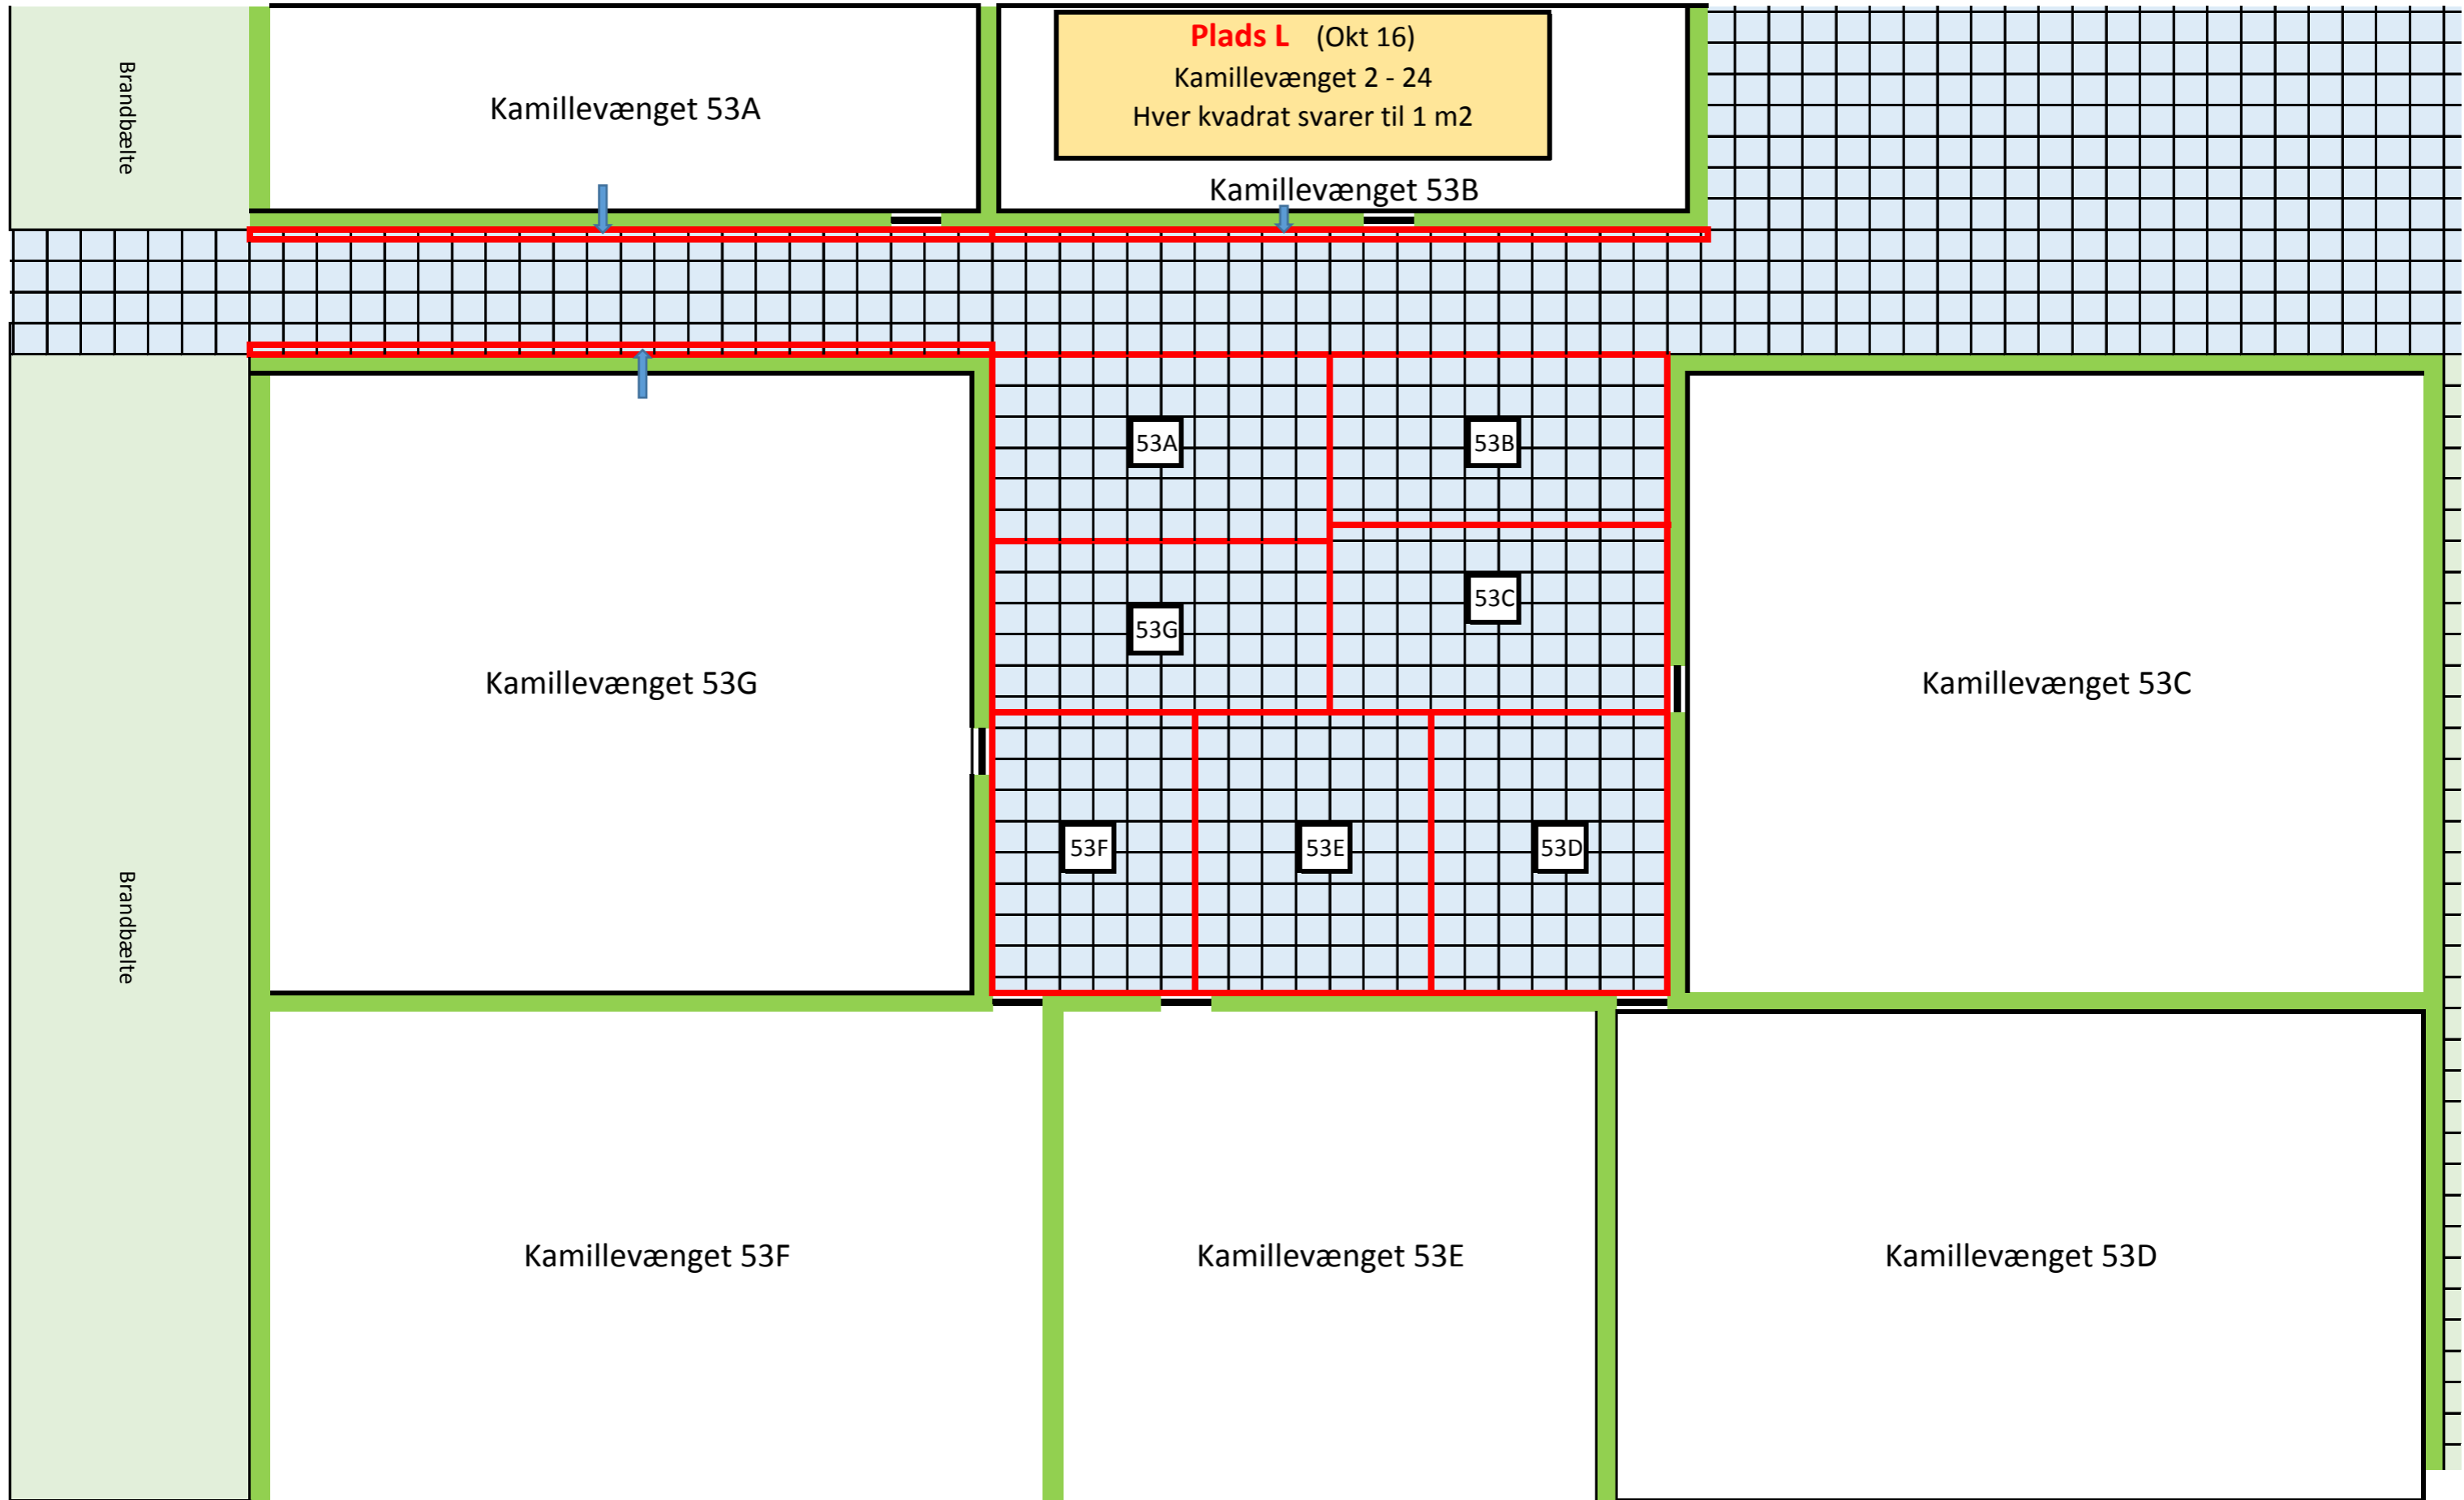 Plads L (Okt 16)
Kamillevænget 2 - 24
Hver kvadrat svarer til 1 m2
Brandbælte
Kamillevænget 53A
Kamillevænget 53B
53A
53B
53C
53G
Kamillevænget 53G
Kamillevænget 53C
53F
53E
53D
Brandbælte
Kamillevænget 53F
Kamillevænget 53E
Kamillevænget 53D